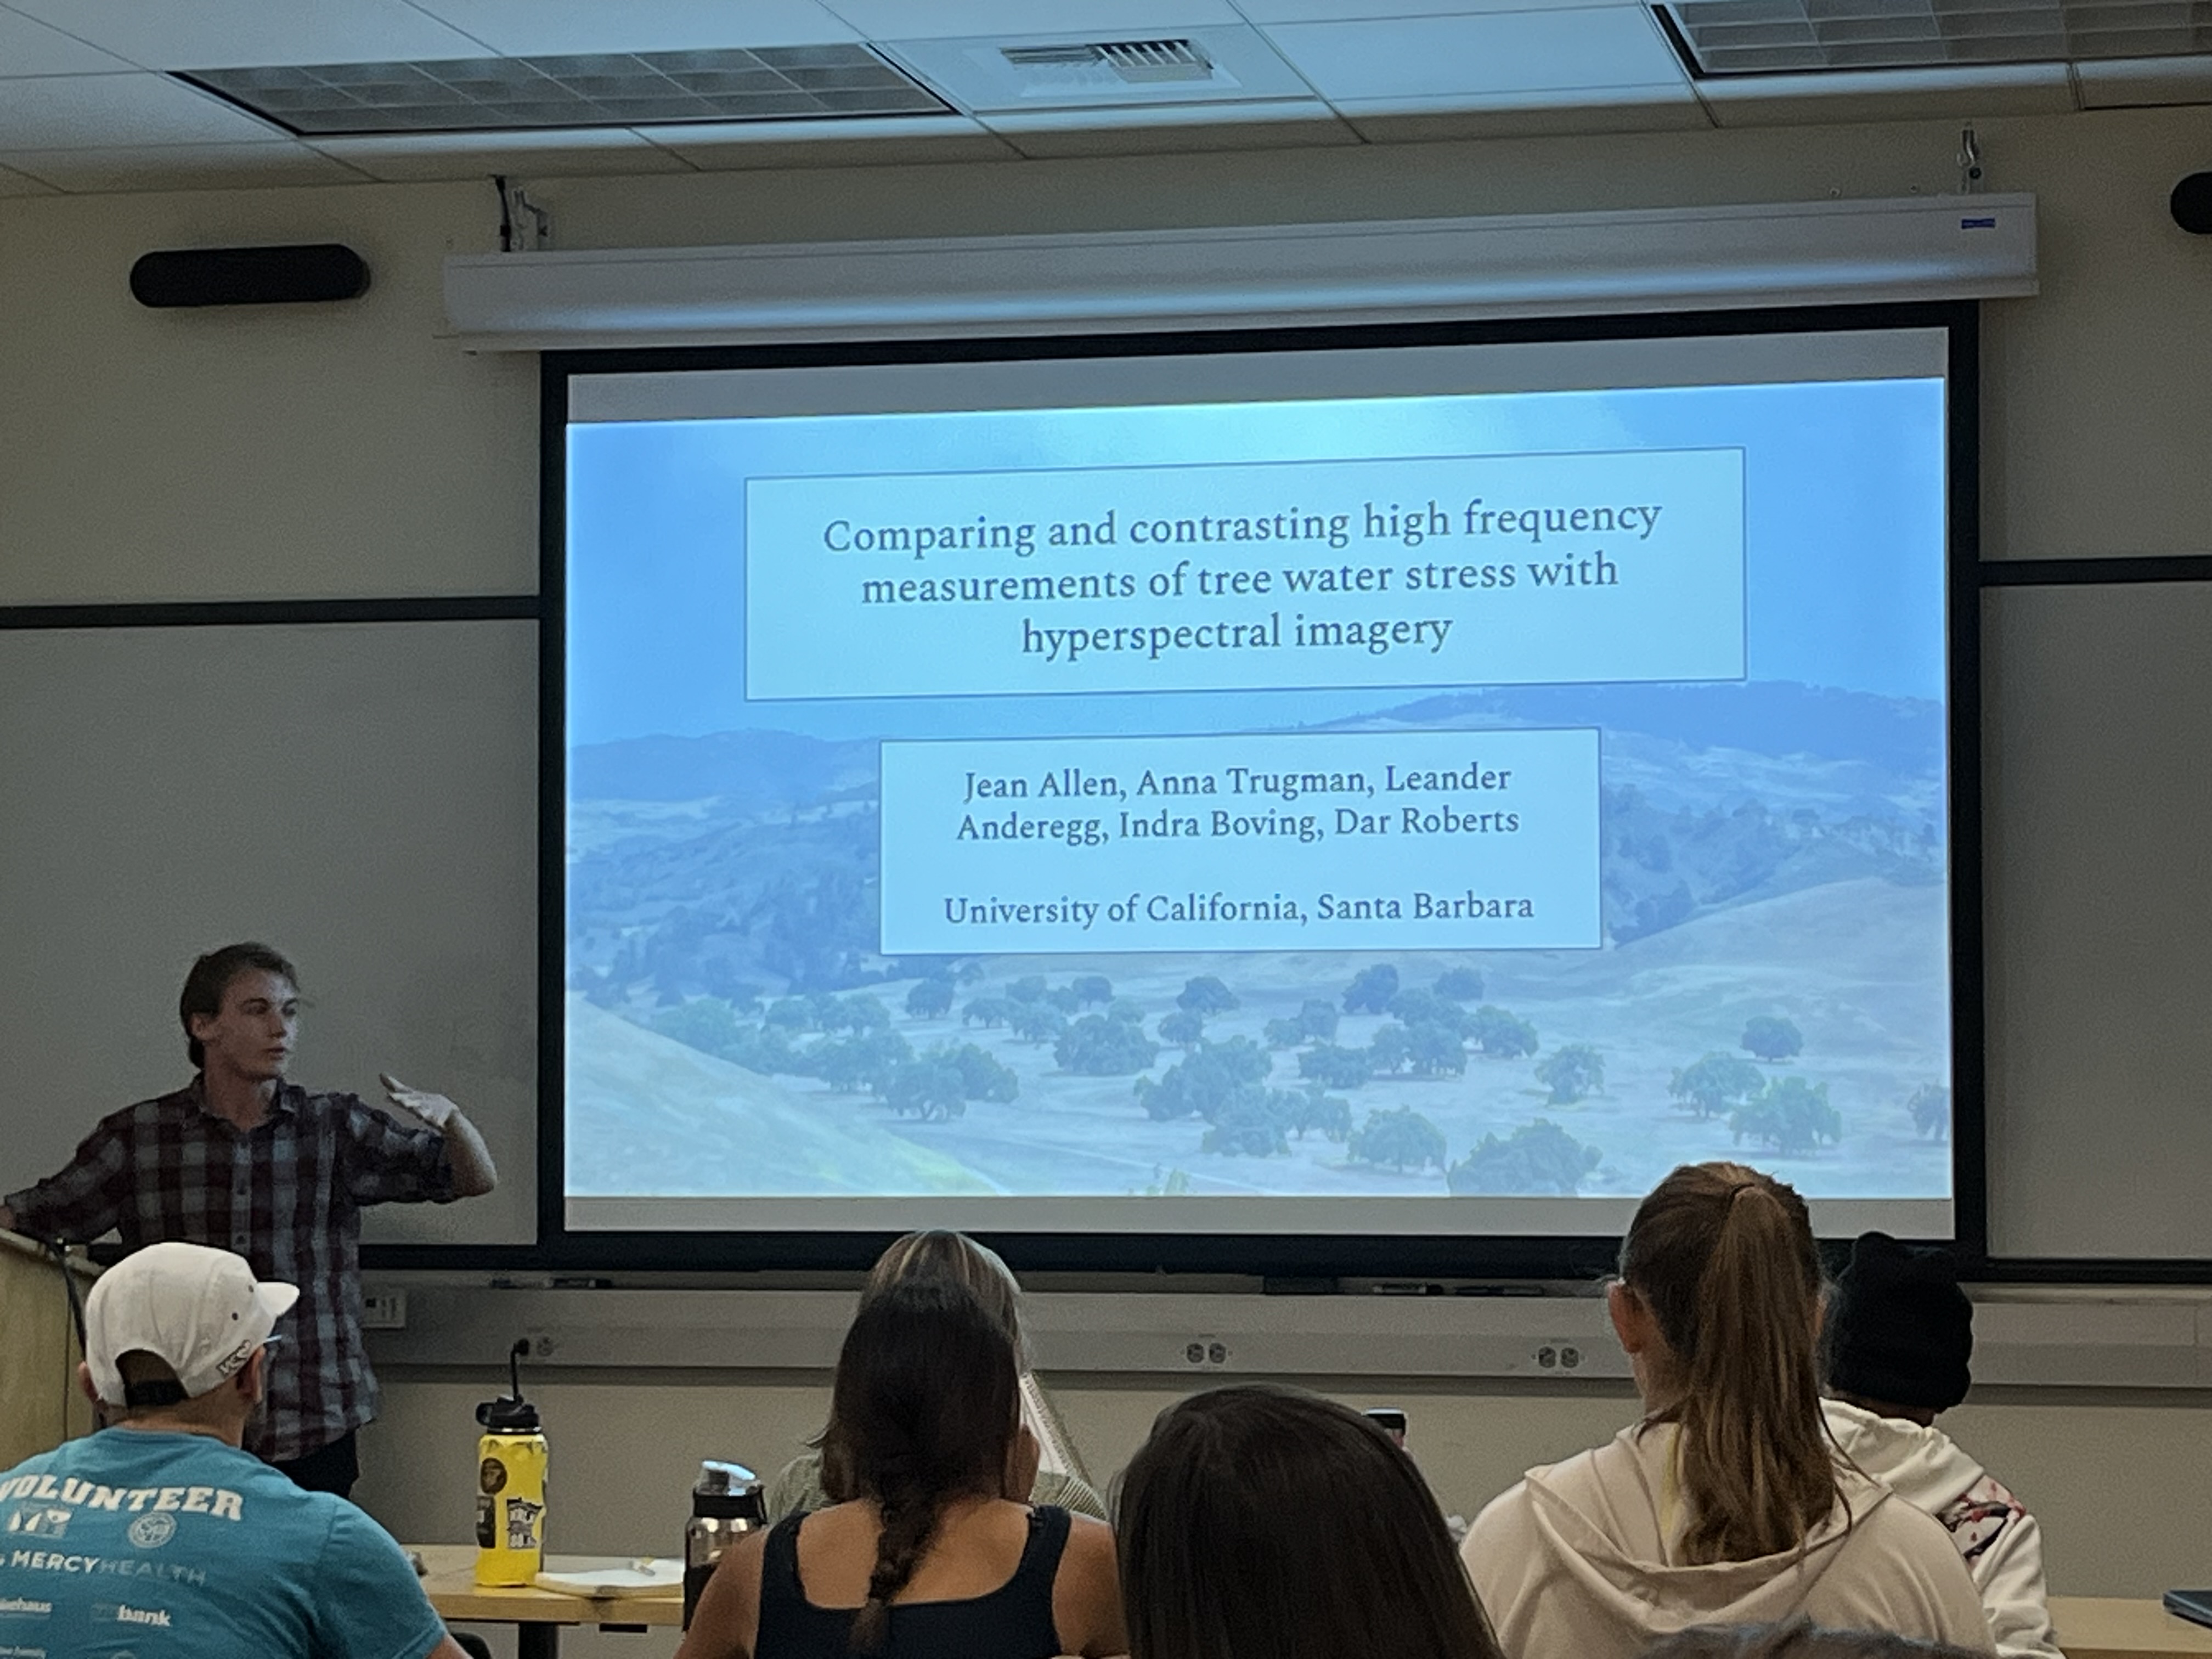 Comparing and contrasting high frequency
measurements of tree water stress with
hyperspectral imagery
Jean Allen, Anna Trugman, Leander
Anderegg, Indra Boving, Dar Roberts
University of California, Santa Barbara
VOLUNTEER
MERCYHEALTH
bank